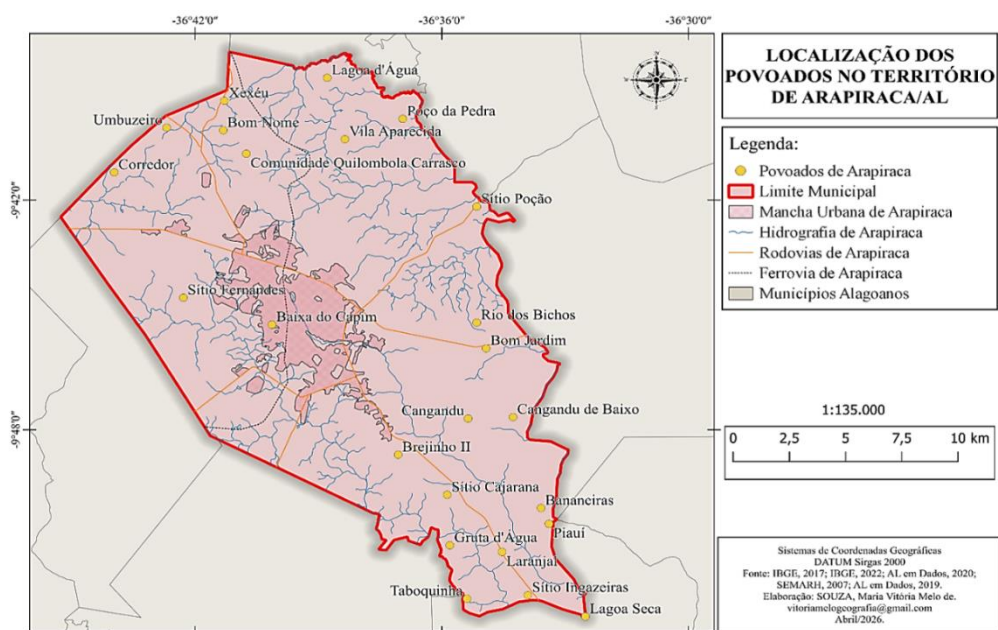 -36°42'0"
-36°36'0"
-36°30'0"
-9°42'0"
-9°48'0"
Lagoa d'Água
Xexéu
Poço da Pedra
Umbuzeiro
Bom Nome
Vila Aparecida
Comunidade Quilombola Carrasco
Corredor
Sítio Poção
Sítio Fernandes
Baixa do Capim
Rio dos Bichos
Bom Jardim
Cangandu
Cangandu de Baixo
Brejinho II
Sítio Cajarana
Bananeiras
Piauí
Gruta d'Água
Laranjal
Taboquinha
Sítio Ingazeiras
Lagoa Seca
LOCALIZAÇÃO DOS
POVOADOS NO TERRITÓRIO
DE ARAPIRACA/AL
Legenda:
Povoados de Arapiraca
Limite Municipal
Mancha Urbana de Arapiraca
Hidrografia de Arapiraca
Rodovias de Arapiraca
Ferrovia de Arapiraca
Municípios Alagoanos
1:135.000
0 2,5 5 7,5 10 km
Sistemas de Coordenadas Geográficas
DATUM Sirgas 2000
Fonte: IBGE, 2017; IBGE, 2022; AL em Dados, 2020;
SEMARH, 2007; AL em Dados, 2019.
Elaboração: SOUZA, Maria Vitória Melo de.
vitoriamelogeografia@gmail.com
Abril/2026.